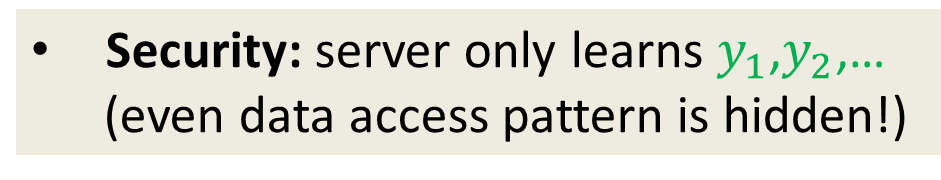 • Security: server only learns y₁,y₂,…
(even data access pattern is hidden!)